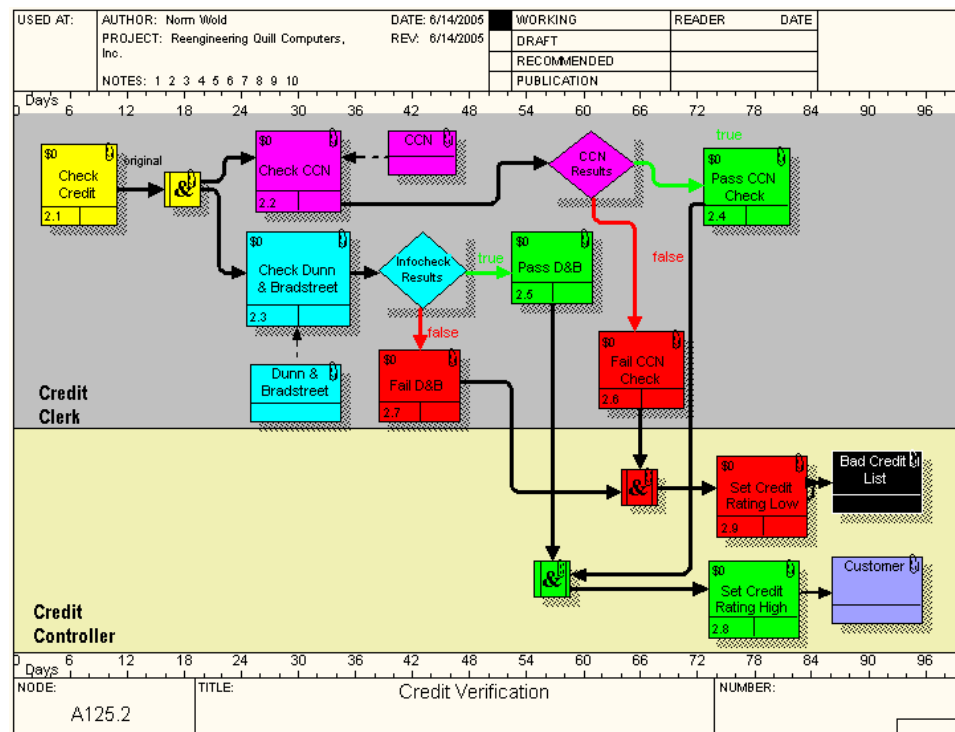 USED AT:
AUTHOR: Norm Wold
DATE: 6/14/2005
PROJECT: Reengineering Quill Computers,
Inc.
REV: 6/14/2005
NOTES: 1 2 3 4 5 6 7 8 9 10
WORKING
DRAFT
RECOMMENDED
PUBLICATION
READER DATE
Days
0 6 12 18 24 30 36 42 48 54 60 66 72 78 84 90 96
$0
Check
Credit
2.1
original
&
$0
Check CCN
2.2
CCN
CCN
Results
true
$0
Pass CCN
Check
2.4
false
$0
Check Dunn
& Bradstreet
2.3
Infocheck
Results
true
$0
Pass D&B
2.5
false
Dunn &
Bradstreet
$0
Fail D&B
2.7
$0
Fail CCN
Check
2.6
Credit
Clerk
&
$0
Set Credit
Rating Low
2.9
Bad Credit
List
&
$0
Set Credit
Rating High
2.8
Customer
Credit
Controller
0 6 12 18 24 30 36 42 48 54 60 66 72 78 84 90 96
Days
NODE:
A125.2
TITLE:
Credit Verification
NUMBER: